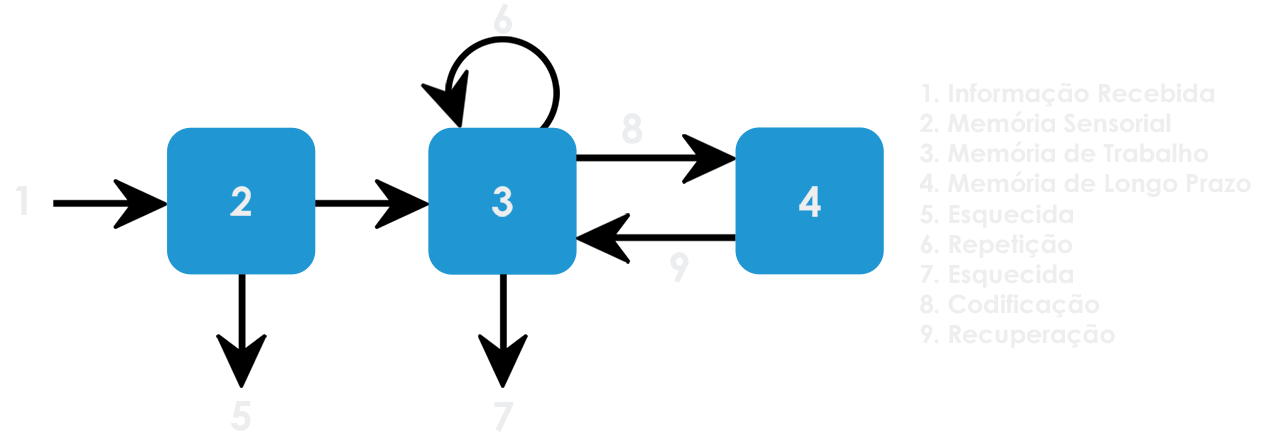 6
8
1
2
3
4
9
5
7
1. Informação Recebida
2. Memória Sensorial
3. Memória de Trabalho
4. Memória de Longo Prazo
5. Esquecida
6. Repetição
7. Esquecida
8. Codificação
9. Recuperação